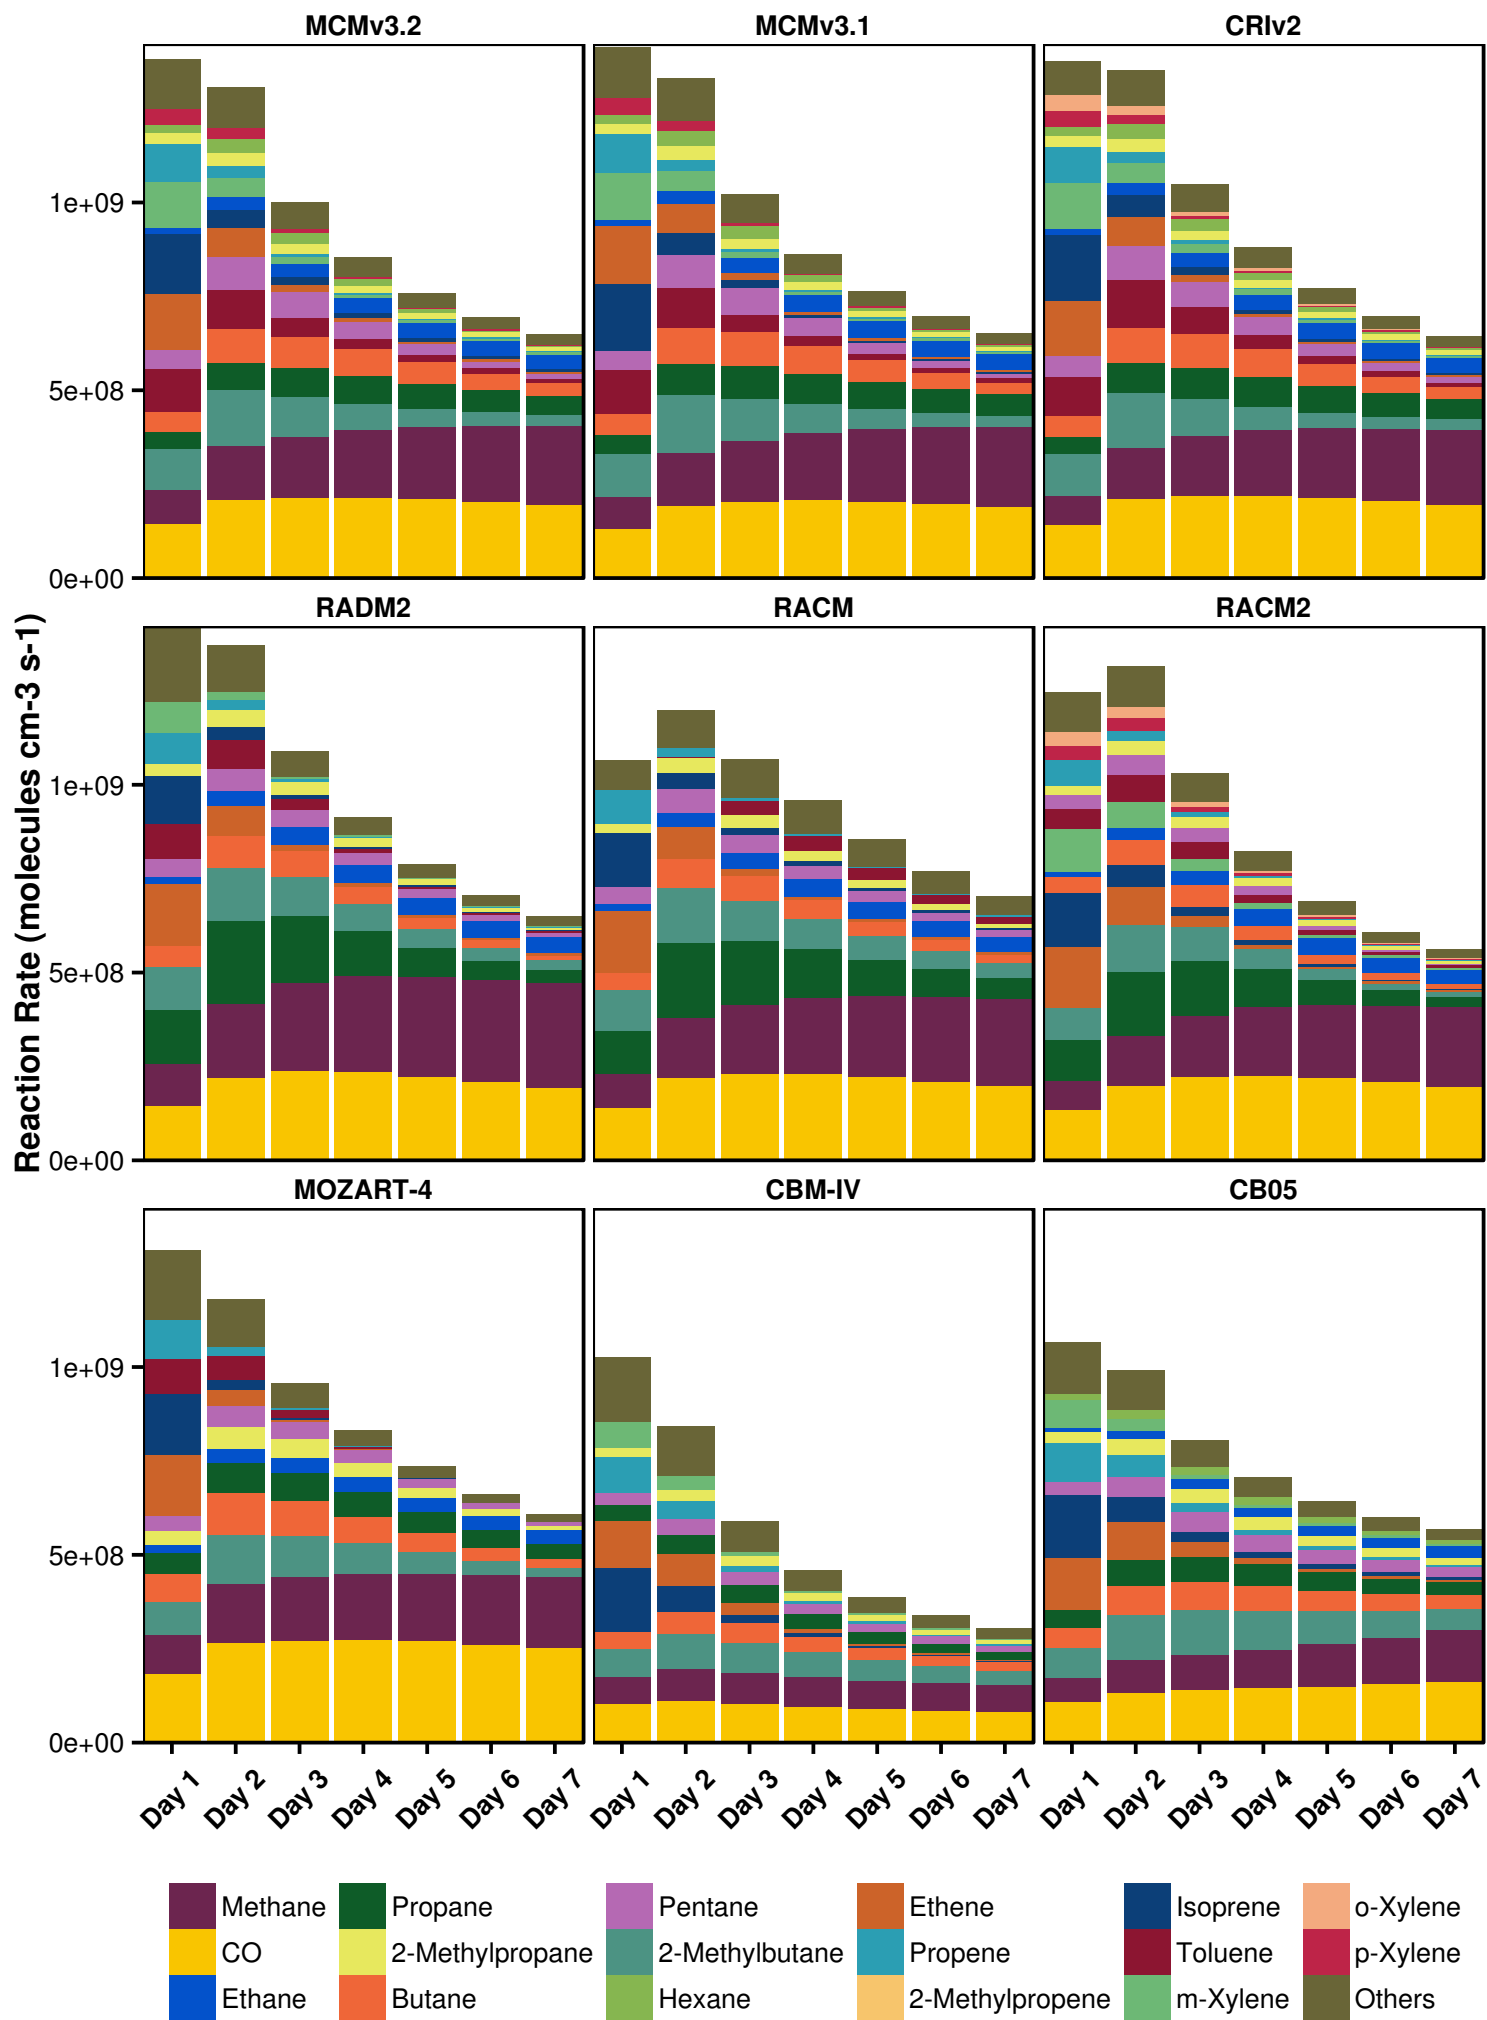 MCMv3.2 MCMv3.1 CRIv2
1e+09
5e+08
0e+00
RADM2 RACM RACM2
Reaction Rate (molecules cm-3 s-1)
1e+09
5e+08
0e+00
MOZART-4 CBM-IV CB05
1e+09
5e+08
0e+00
Day 1 Day 2 Day 3 Day 4 Day 5 Day 6 Day 7 Day 1 Day 2 Day 3 Day 4 Day 5 Day 6 Day 7 Day 1 Day 2 Day 3 Day 4 Day 5 Day 6 Day 7
Methane Propane Pentane Ethene Isoprene o-Xylene
CO 2-Methylpropane 2-Methylbutane Propene Toluene p-Xylene
Ethane Butane Hexane 2-Methylpropene m-Xylene Others